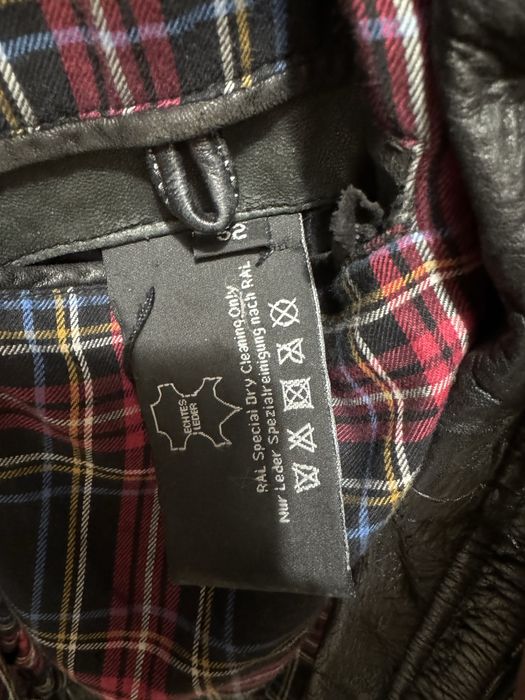 52
RAL Special Dry Cleaning Only
Nur Leder Spezialreinigung nach RAL
ECHTES
LEDER